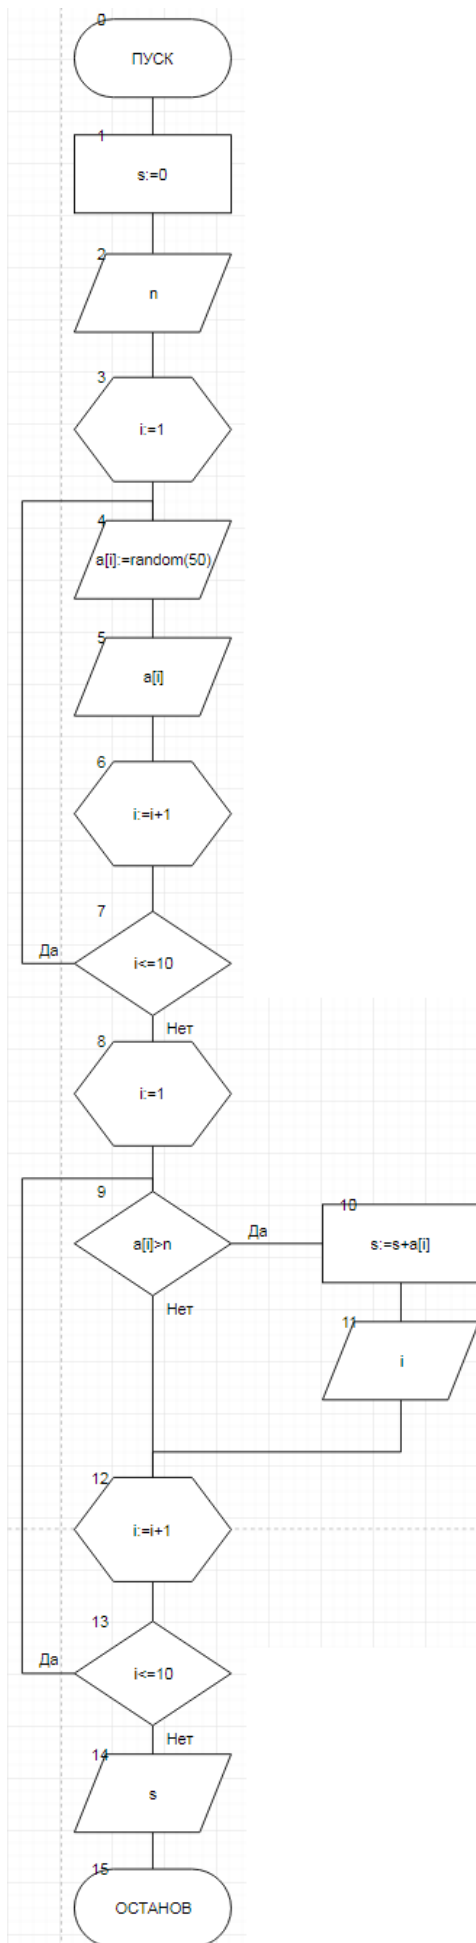 0
ПУСК
1
s:=0
2
n
3
i:=1
4
a[i]:=random(50)
5
a[i]
6
i:=i+1
7
Да
i<=10
Нет
8
i:=1
9
a[i]>n
Да
Нет
10
s:=s+a[i]
11
i
12
i:=i+1
13
Да
i<=10
Нет
14
s
15
ОСТАНОВ